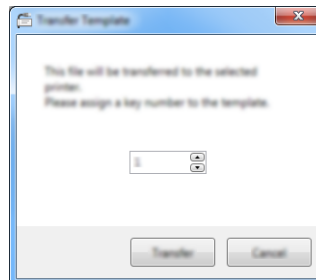 Transfer Template
This file will be transferred to the selected
printer.
Please assign a key number to the template.
Transfer
Cancel